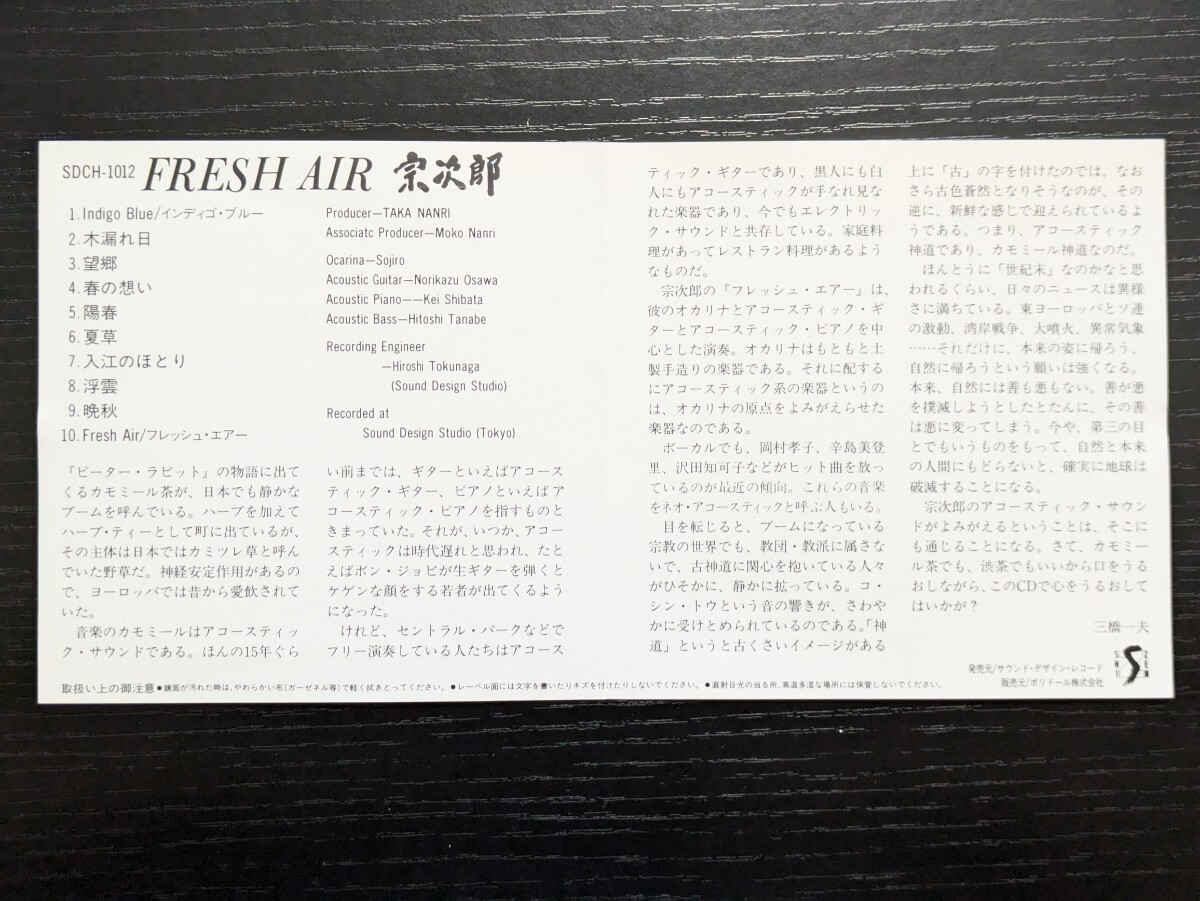 SDCH-1012 FRESH AIR 宗次郎
1. Indigo Blue/インディゴ・ブルー
2. 木漏れ日
3. 望郷
4. 春の想い
5. 陽春
6. 夏草
7. 入江のほとり
8. 浮雲
9. 晩秋
10. Fresh Air/フレッシュ・エアー
Producer—TAKA NANRI
Associatc Producer—Moko Nanri
Ocarina—Sojiro
Acoustic Guitar—Norikazu Osawa
Acoustic Piano——Kei Shibata
Acoustic Bass—Hitoshi Tanabe
Recording Engineer
—Hiroshi Tokunaga
(Sound Design Studio)
Recorded at
Sound Design Studio (Tokyo)
『ピーター・ラビット』の物語に出て
くるカモミール茶が、日本でも静かな
ブームを呼んでいる。ハーブを加えて
ハーブ・ティーとして町に出ているが、
その主体は日本ではカミツレ草と呼ん
でいた野草だ。神経安定作用があるの
で、ヨーロッパでは昔から愛飲されて
いた。
音楽のカモミールはアコースティッ
ク・サウンドである。ほんの15年ぐら
い前までは、ギターといえばアコース
ティック・ギター、ピアノといえばア
コースティック・ピアノを指すものと
きまっていた。それが、いつか、アコー
スティックは時代遅れと思われ、たと
えばボン・ジョビが生ギターを弾くと
ケゲンな顔をする若者が出てくるよう
になった。
けれど、セントラル・パークなどで
フリー演奏している人たちはアコース
ティック・ギターであり、黒人にも白
人にもアコースティックが手なれ見な
れた楽器であり、今でもエレクトリッ
ク・サウンドと共存している。家庭料
理があってレストラン料理があるよう
なものだ。
宗次郎の『フレッシュ・エアー』は、
彼のオカリナとアコースティック・ギ
ターとアコースティック・ピアノを中
心とした演奏。オカリナはもともと土
製手造りの楽器である。それに配する
にアコースティック系の楽器というの
は、オカリナの原点をよみがえらせた
楽器なのである。
ボーカルでも、岡村孝子、辛島美登
里、沢田知可子などがヒット曲を放っ
ているのが最近の傾向。これらの音楽
をネオ・アコースティックと呼ぶ人もいる。
目を転じると、ブームになっている
宗教の世界でも、教団・教派に属さな
いで、古神道に関心を抱いている人々
がひそかに、静かに拡っている。コ・
シン・トウという音の響きが、さわや
かに受けとめられているのである。「神
道」というと古くさいイメージがある
上に「古」の字を付けたのでは、なお
さら古色蒼然となりそうなのが、その
逆に、新鮮な感じで迎えられているよ
うである。つまり、アコースティック
神道であり、カモミール神道なのだ。
ほんとうに「世紀末」なのかなと思
われるくらい、日々のニュースは異様
さに満ちている。東ヨーロッパとソ連
の激動、湾岸戦争、大噴火、異常気象
……それだけに、本来の姿に帰ろう、
自然に帰ろうという願いは強くなる。
本来、自然には善も悪もない。善が悪
を撲滅しようとしたとたんに、その善
は悪に変ってしまう。今や、第三の目
とでもいうものをもって、自然と本来
の人間にもどらないと、確実に地球は
破滅することになる。
宗次郎のアコースティック・サウン
ドがよみがえるということは、そこに
も通じることになる。さて、カモミー
ル茶でも、渋茶でもいいから口をうる
おしながら、このCDで心をうるおして
はいかが？
三橋一夫
発売元/サウンド・デザイン・レコード
販売元/ポリドール株式会社
取扱い上の御注意●鏡面が汚れた時は、やわらかい布(ガーゼネル等)で軽く拭きとってください。●レーベル面には文字を書いたりキズを付けたりしないでください。●直射日光の当る所、高温多湿な場所には保管しないでください。